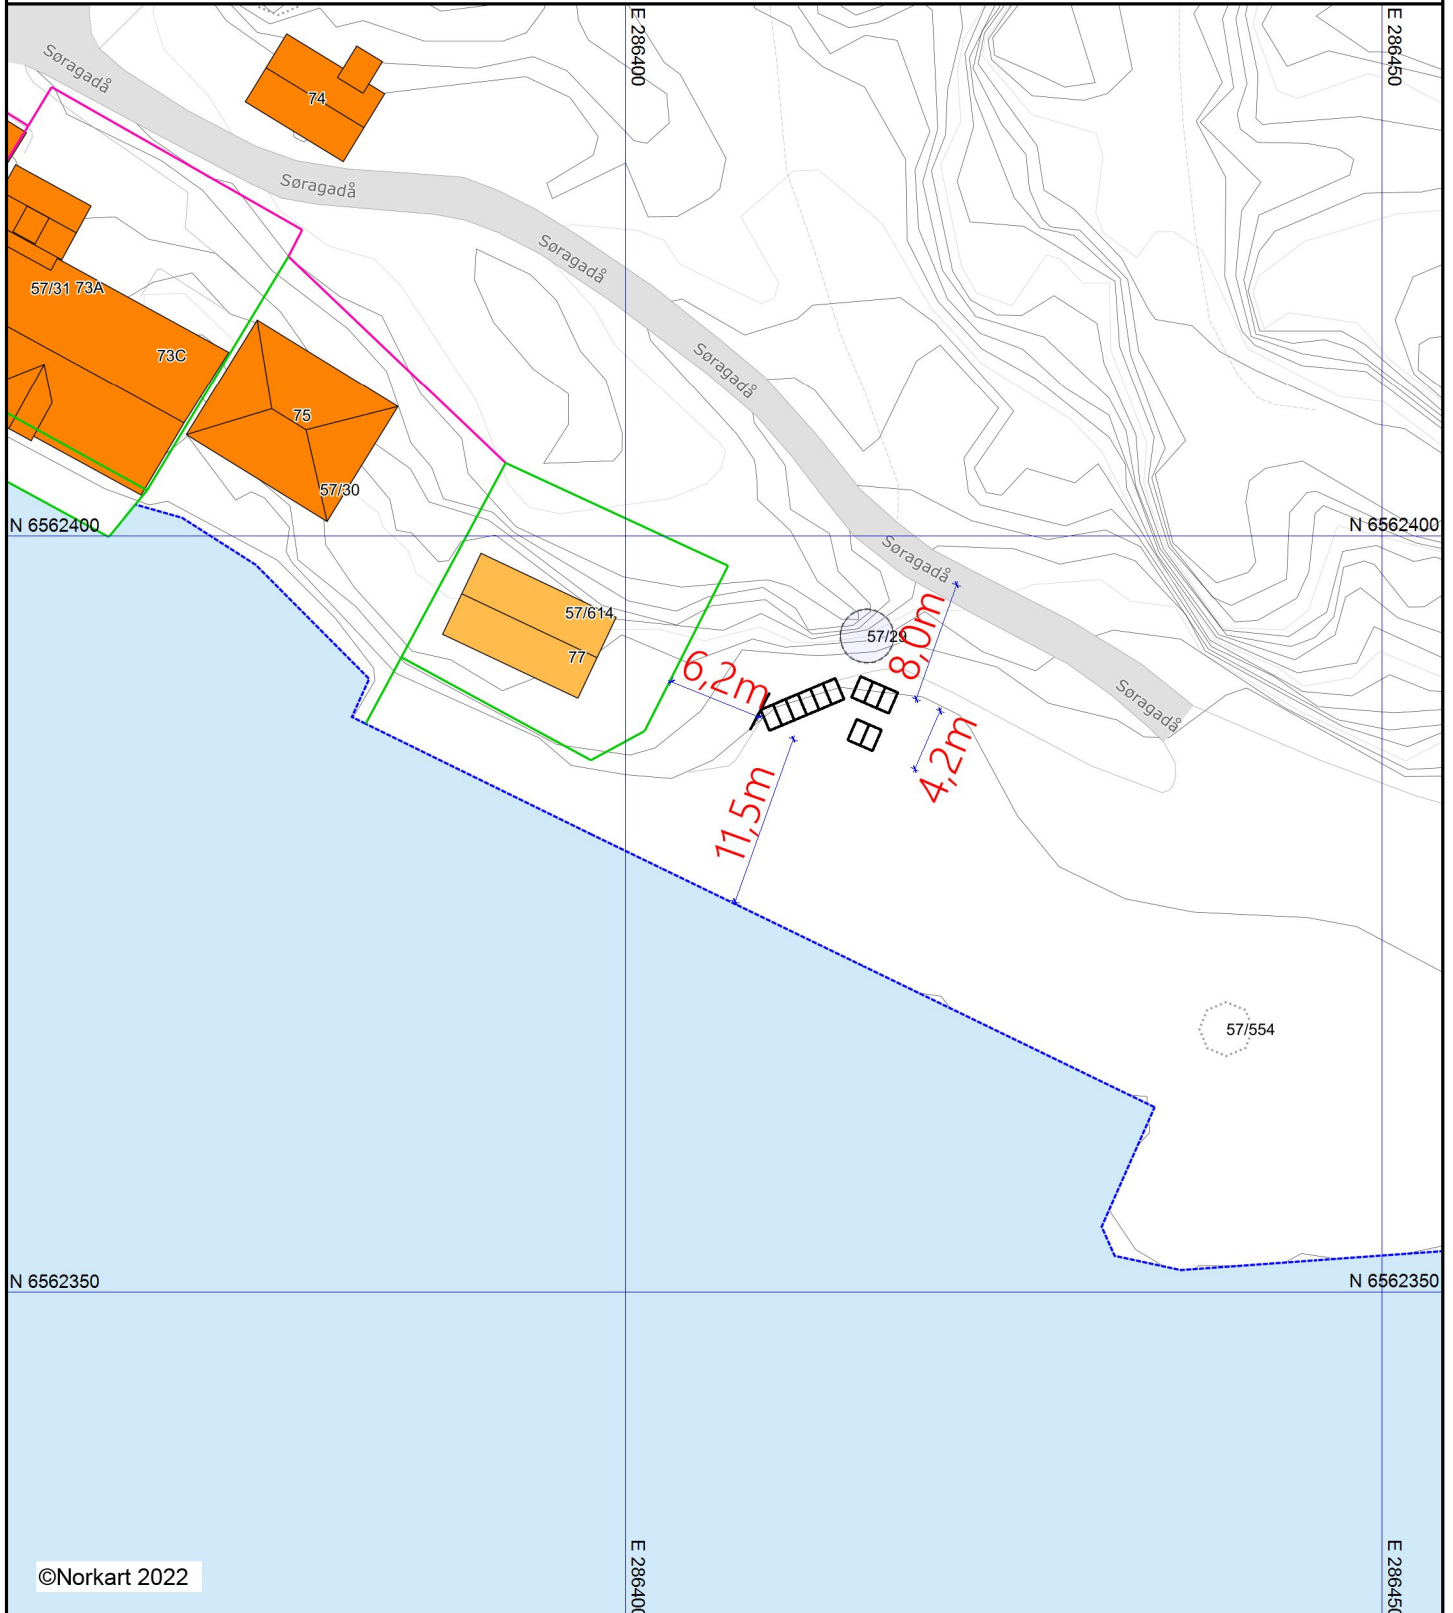 E 286400
E 286450
Søragadå
74
Søragadå
Søragadå
57/31 73A
73C
Søragadå
75
57/30
N 6562400
N 6562400
Søragadå
57/614
57/29
8,0m
77
6,2m
Søragadå
4,2m
11,5m
57/554
N 6562350
N 6562350
E 286400
E 286450
©Norkart 2022